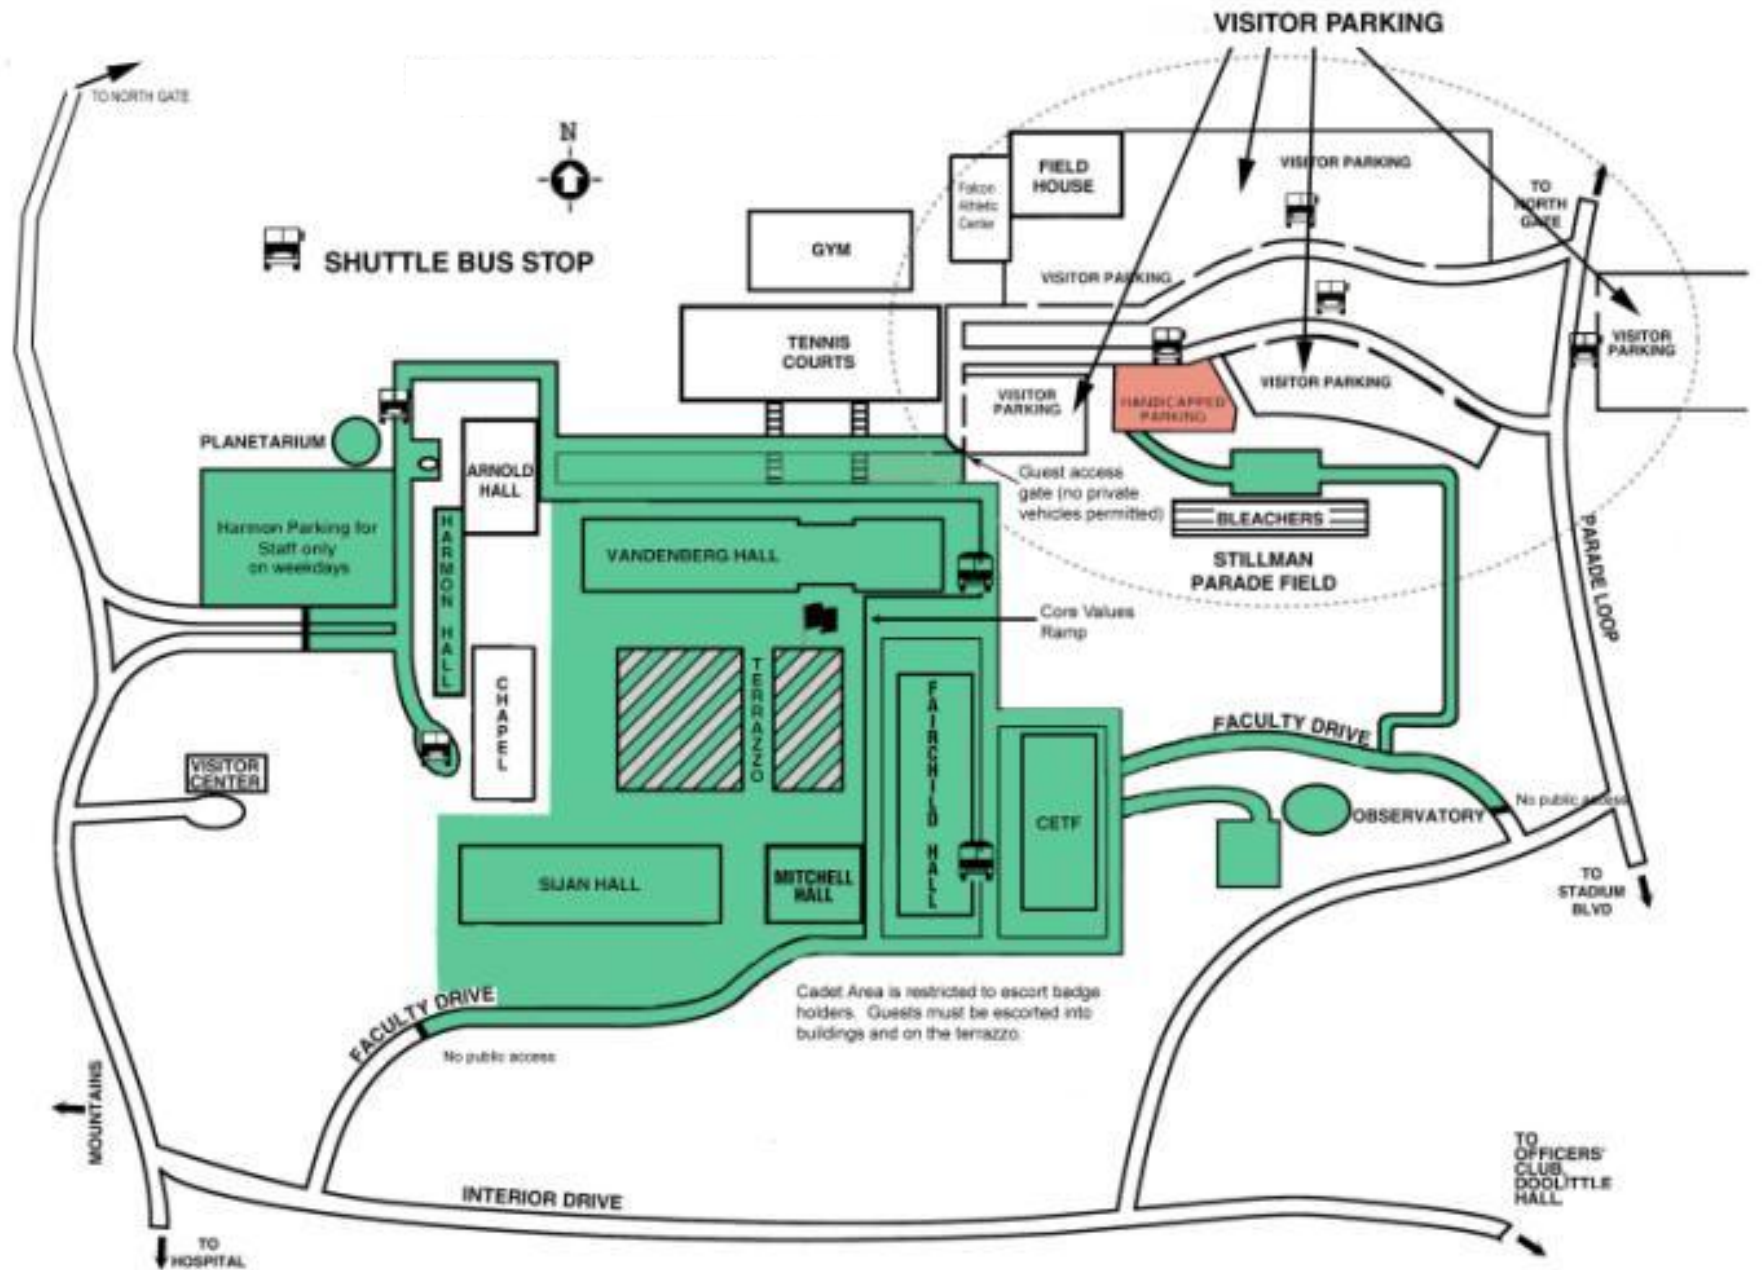 VISITOR PARKING
TO NORTH GATE
N
SHUTTLE BUS STOP
FIELD
HOUSE
Falcon
Athletic
Center
VISITOR PARKING
TO
NORTH
GATE
GYM
VISITOR PARKING
TENNIS
COURTS
VISITOR
PARKING
VISITOR
PARKING
HANDICAPPED
PARKING
VISITOR PARKING
PLANETARIUM
ARNOLD
HALL
Guest access
gate (no private
vehicles permitted)
BLEACHERS
STILLMAN
PARADE FIELD
PARADE LOOP
Harmon Parking for
Staff only
on weekdays
HARMON HALL
VANDENBERG HALL
Core Values
Ramp
CHAPEL
TERRAZZO
FAIRCHILD HALL
FACULTY DRIVE
VISITOR
CENTER
CETF
OBSERVATORY
No public access
SIJAN HALL
MITCHELL
HALL
TO
STADIUM
BLVD
FACULTY DRIVE
No public access
Cadet Area is restricted to escort badge
holders. Guests must be escorted into
buildings and on the terrazzo.
MOUNTAINS
INTERIOR DRIVE
TO
OFFICERS'
CLUB,
DOOLITTLE
HALL
TO
HOSPITAL